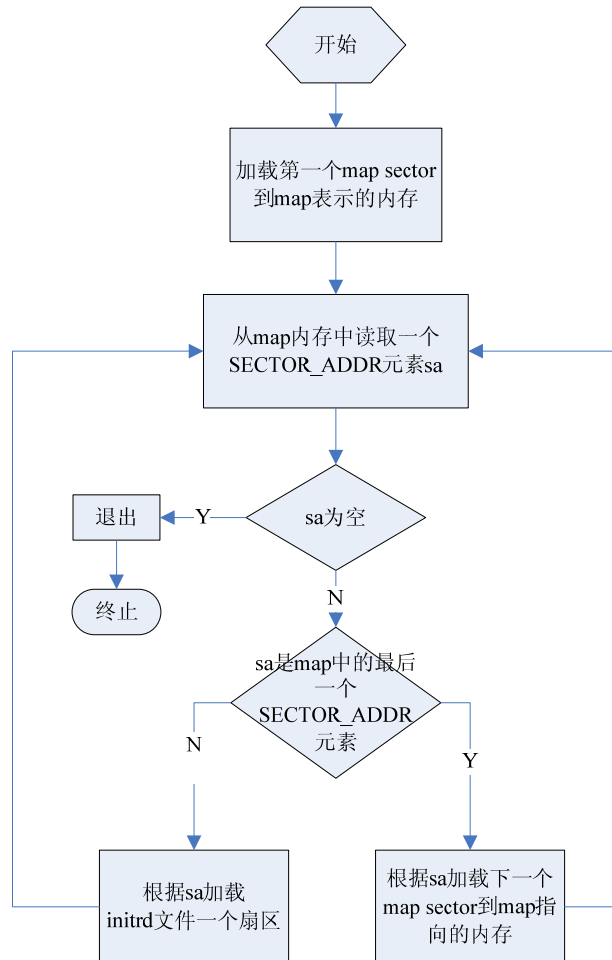 开始
加载第一个map sector
到map表示的内存
从map内存中读取一个
SECTOR_ADDR元素sa
sa为空
Y
退出
终止
N
sa是map中的最后
一个
SECTOR_ADDR
元素
N
Y
根据sa加载
initrd文件一个扇区
根据sa加载下一个
map sector到map指
向的内存